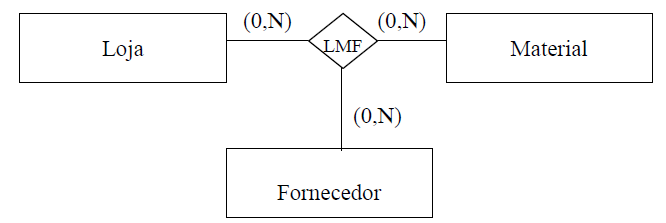 (0,N)
(0,N)
Loja
LMF
Material
(0,N)
Fornecedor